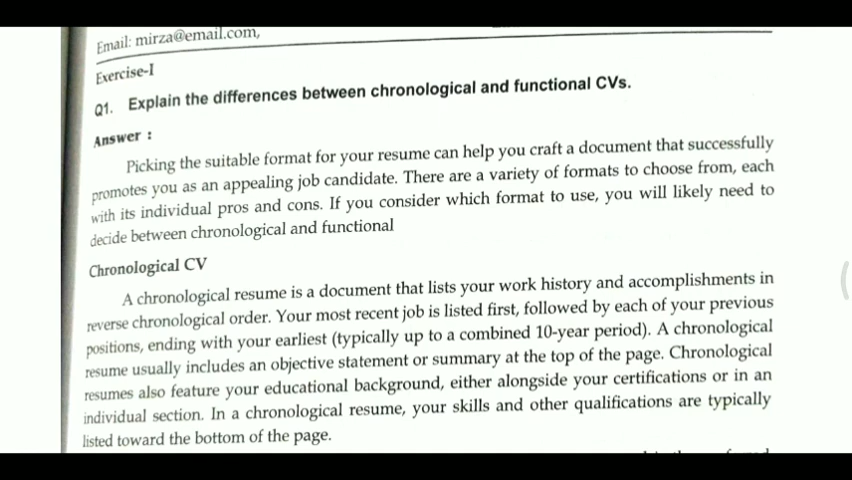 Email: mirza@email.com,
Exercise-I
Q1. Explain the differences between chronological and functional CVs.
Answer :
Picking the suitable format for your resume can help you craft a document that successfully
promotes you as an appealing job candidate. There are a variety of formats to choose from, each
with its individual pros and cons. If you consider which format to use, you will likely need to
decide between chronological and functional
Chronological CV
A chronological resume is a document that lists your work history and accomplishments in
reverse chronological order. Your most recent job is listed first, followed by each of your previous
positions, ending with your earliest (typically up to a combined 10-year period). A chronological
resume usually includes an objective statement or summary at the top of the page. Chronological
resumes also feature your educational background, either alongside your certifications or in an
individual section. In a chronological resume, your skills and other qualifications are typically
listed toward the bottom of the page.